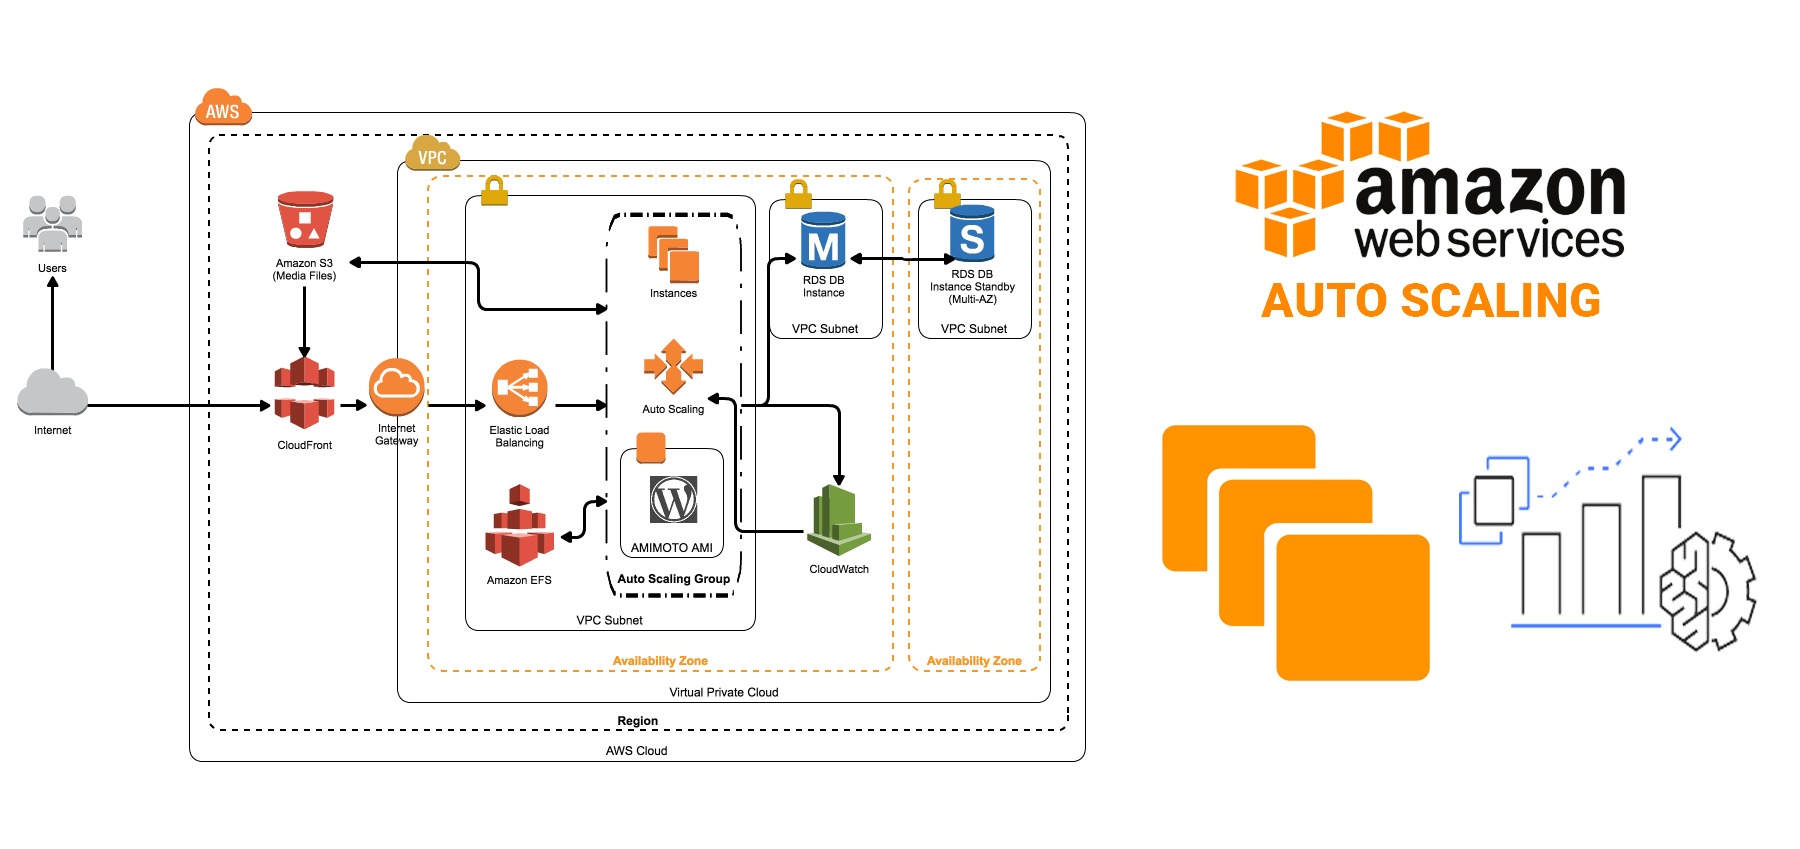 AWS
VPC
Users
Internet
Amazon S3
(Media Files)
CloudFront
Internet
Gateway
Elastic Load
Balancing
Amazon EFS
Instances
Auto Scaling
W
AMIMOTO AMI
Auto Scaling Group
VPC Subnet
M
RDS DB
Instance
VPC Subnet
S
RDS DB
Instance Standby
(Multi-AZ)
VPC Subnet
CloudWatch
Availability Zone
Availability Zone
Virtual Private Cloud
Region
AWS Cloud
amazon
web services
AUTO SCALING